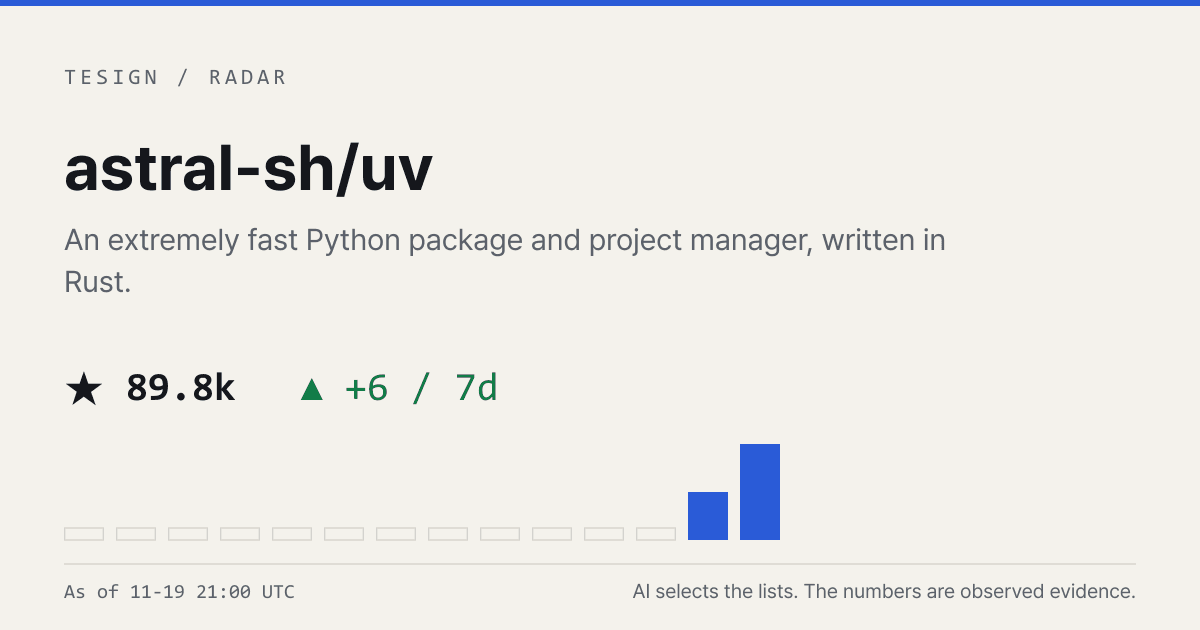 TESIGN / RADAR
astral-sh/uv
An extremely fast Python package and project manager, written in
Rust.
★ 89.8k ▲ +6 / 7d
As of 11-19 21:00 UTC
AI selects the lists. The numbers are observed evidence.